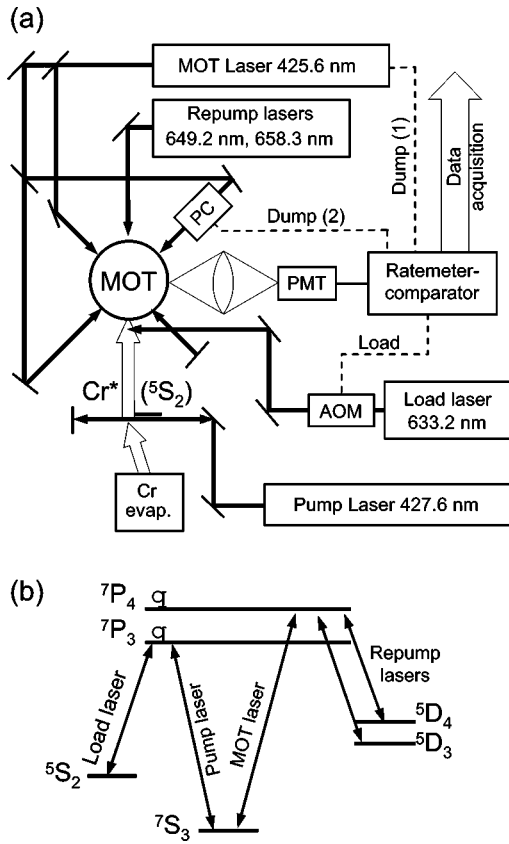 (a)
MOT Laser 425.6 nm
Repump lasers
649.2 nm, 658.3 nm
Dump (1)
Data
acquisition
PC
Dump (2)
MOT
PMT
Ratemeter-
comparator
Load
Cr* (⁵S₂)
AOM
Load laser
633.2 nm
Cr
evap.
Pump Laser 427.6 nm
(b)
⁷P₄ q
⁷P₃ q
Load laser
Pump laser
MOT laser
Repump
lasers
⁵D₄
⁵D₃
⁵S₂
⁷S₃